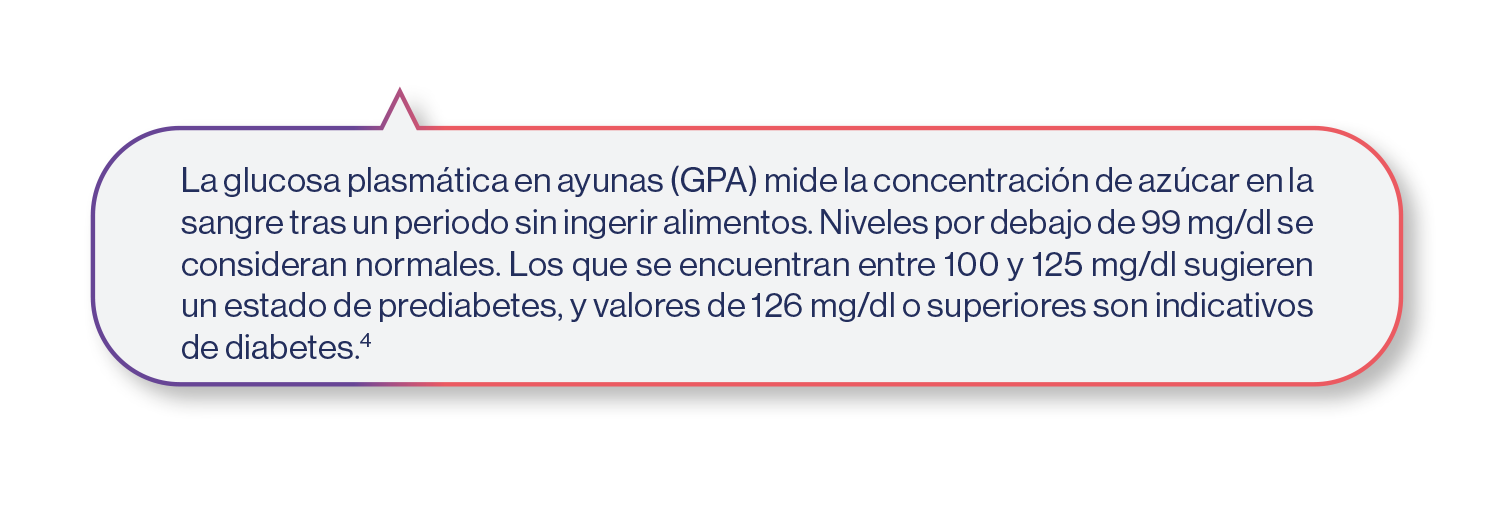 La glucosa plasmática en ayunas (GPA) mide la concentración de azúcar en la
sangre tras un periodo sin ingerir alimentos. Niveles por debajo de 99 mg/dl se
consideran normales. Los que se encuentran entre 100 y 125 mg/dl sugieren
un estado de prediabetes, y valores de 126 mg/dl o superiores son indicativos
de diabetes.⁴